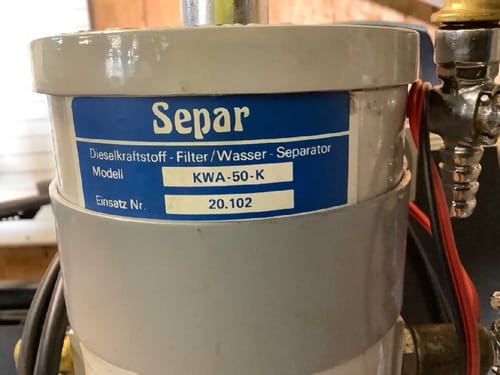 Separ
Dieselkraftstoff - Filter/Wasser - Separator
Modell KWA-50-K
Einsatz Nr. 20.102